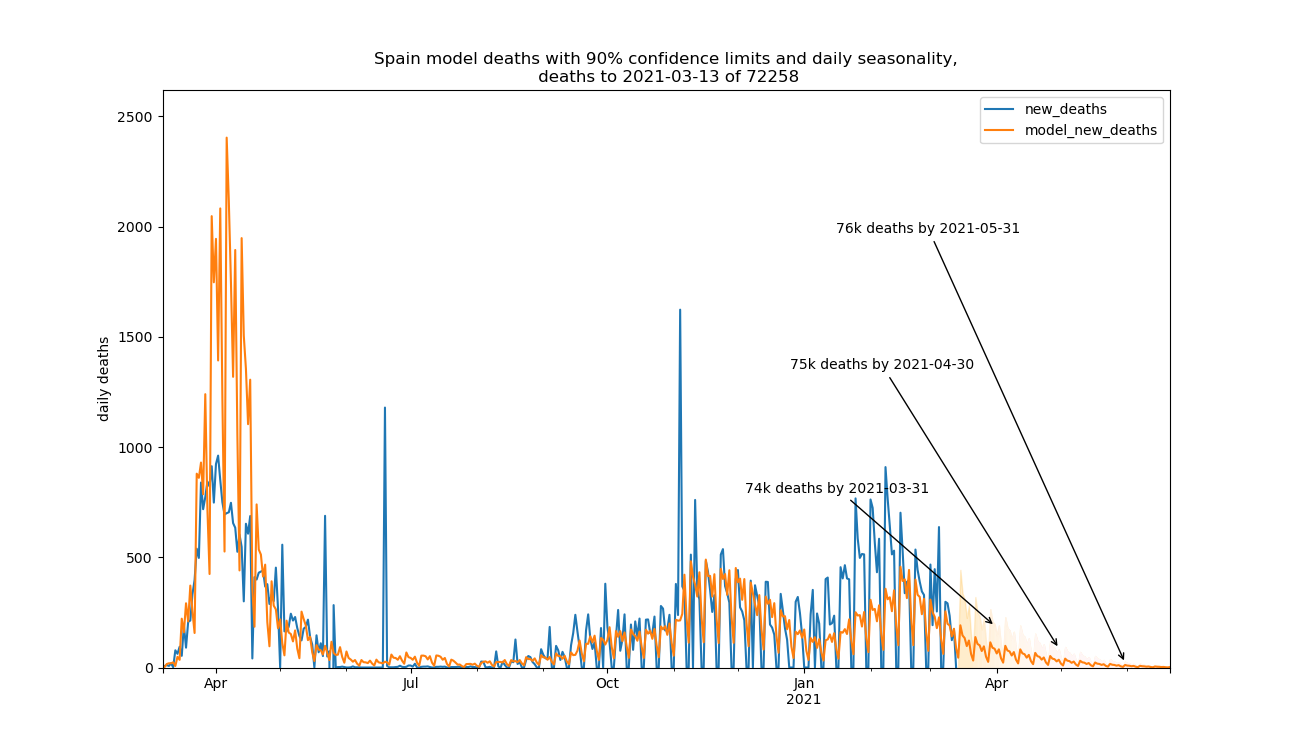 Spain model deaths with 90% confidence limits and daily seasonality,
deaths to 2021-03-13 of 72258
new_deaths
model_new_deaths
daily deaths
2500
2000
1500
1000
500
0
76k deaths by 2021-05-31
75k deaths by 2021-04-30
74k deaths by 2021-03-31
Apr
Jul
Oct
Jan
2021
Apr